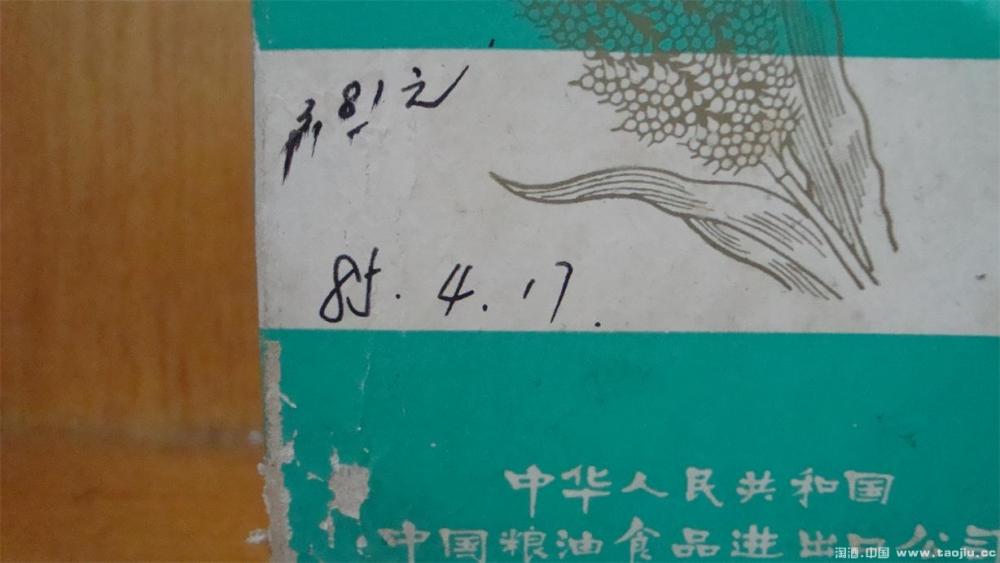 81元
85.4.17.
中华人民共和国
中国粮油食品进出口公司
淘酒.中国 www.taojiu.cc